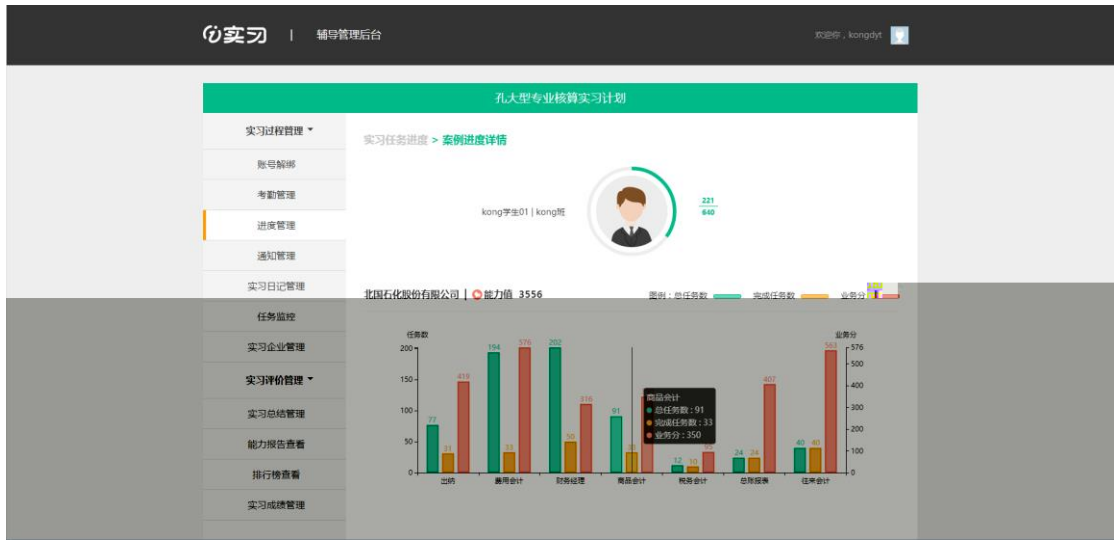 i实习 | 辅导管理后台
欢迎你，kongdyt
孔大型专业核算实习计划
实习过程管理
账号解绑
考勤管理
进度管理
通知管理
实习日记管理
任务监控
实习企业管理
实习评价管理
实习总结管理
能力报告查看
排行榜查看
实习成绩管理
实习任务进度 > 案例进度详情
kong学生01 | kong班
221
640
北国石化股份有限公司 | 能力值 3556
图例：总任务数 完成任务数 业务分
任务数 业务分
200 150 100 50 0
576 500 400 300 200 100 0
77 33 419
194 33 576
202 50 316
91 33
12 10 95
24 24 407
40 40 563
商品会计
总任务数 : 91
完成任务数 : 33
业务分 : 350
出纳 费用会计 财务经理 商品会计 税务会计 总账报表 往来会计